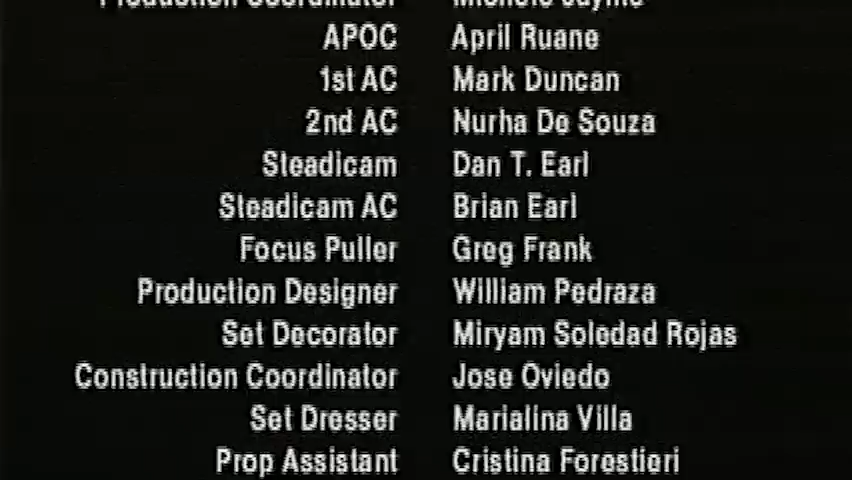 Production Coordinator Michele Jayme
APOC April Ruane
1st AC Mark Duncan
2nd AC Nurha De Souza
Steadicam Dan T. Earl
Steadicam AC Brian Earl
Focus Puller Greg Frank
Production Designer William Pedraza
Set Decorator Miryam Soledad Rojas
Construction Coordinator Jose Oviedo
Set Dresser Marialina Villa
Prop Assistant Cristina Forestieri